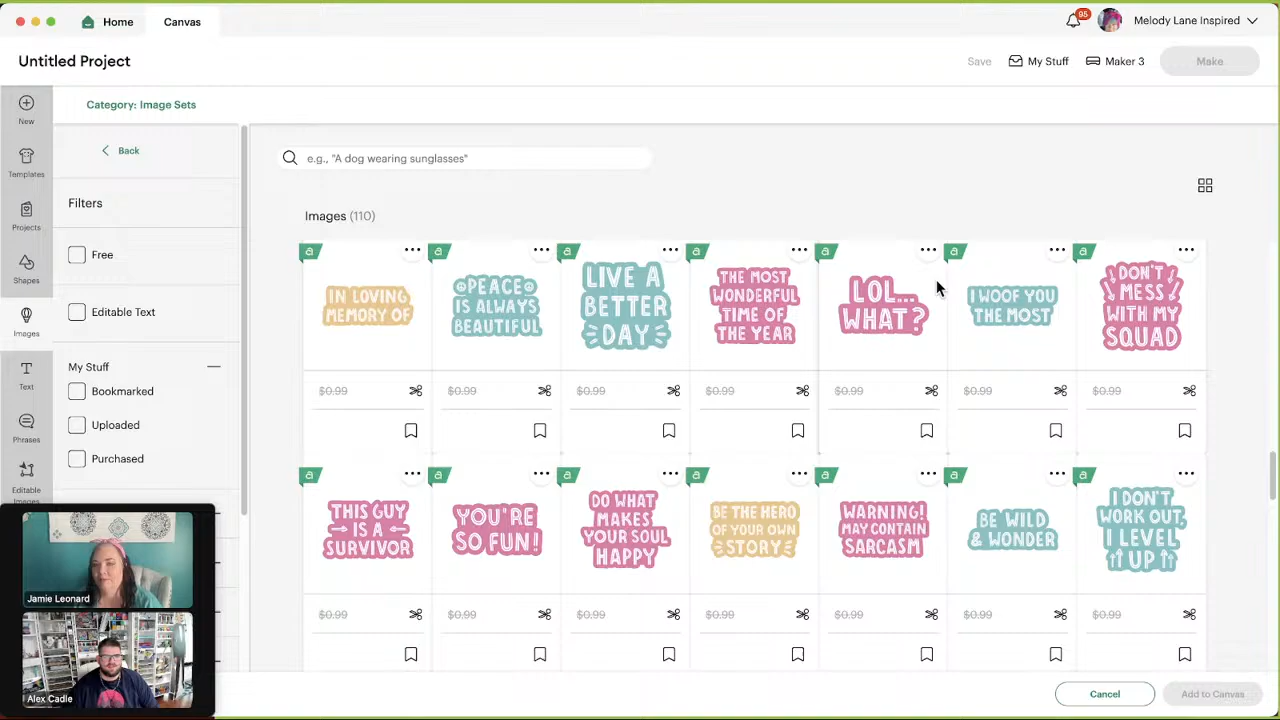 Home
Canvas
95
Melody Lane Inspired
Untitled Project
Save
My Stuff
Maker 3
Make
New
Templates
Projects
Shapes
Images
Text
Phrases
Editable
Images
Category: Image Sets
Back
Filters
Free
Editable Text
My Stuff
Bookmarked
Uploaded
Purchased
e.g., "A dog wearing sunglasses"
Images (110)
a
a
a
a
a
a
a
IN LOVING
MEMORY OF
PEACE
IS ALWAYS
BEAUTIFUL
LIVE A
BETTER
DAY
THE MOST
WONDERFUL
TIME OF
THE YEAR
LOL...
WHAT?
I WOOF YOU
THE MOST
DON'T
MESS
WITH MY
SQUAD
$0.99
$0.99
$0.99
$0.99
$0.99
$0.99
$0.99
a
a
a
a
a
a
a
THIS GUY
IS A
SURVIVOR
YOU'RE
SO FUN!
DO WHAT
MAKES
YOUR SOUL
HAPPY
BE THE HERO
OF YOUR OWN
STORY
WARNING!
MAY CONTAIN
SARCASM
BE WILD
& WONDER
I DON'T
WORK OUT,
I LEVEL
UP
$0.99
$0.99
$0.99
$0.99
$0.99
$0.99
$0.99
Jamie Leonard
Alex Cadle
Cancel
Add to Canvas